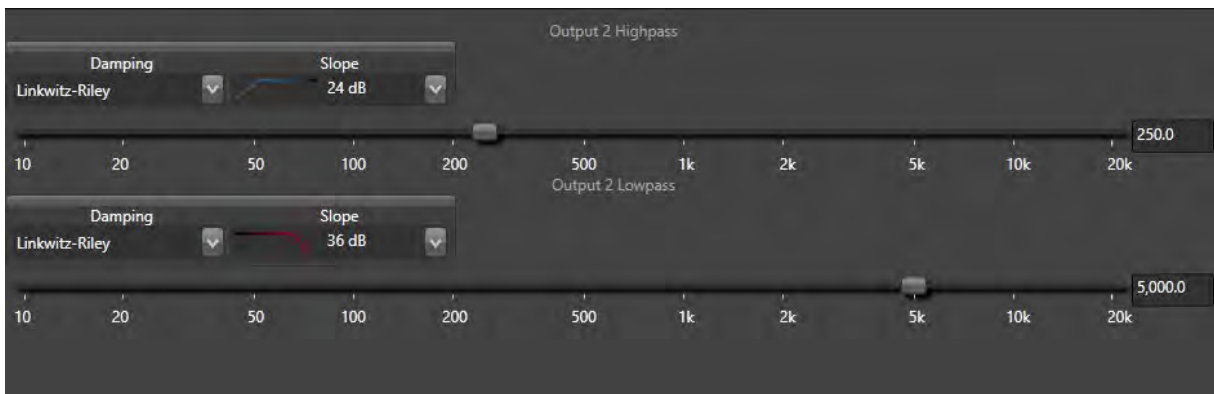 Output 2 Highpass
Damping Slope
Linkwitz-Riley 24 dB
250.0
10 20 50 100 200 500 1k 2k 5k 10k 20k
Output 2 Lowpass
Damping Slope
Linkwitz-Riley 36 dB
5,000.0
10 20 50 100 200 500 1k 2k 5k 10k 20k